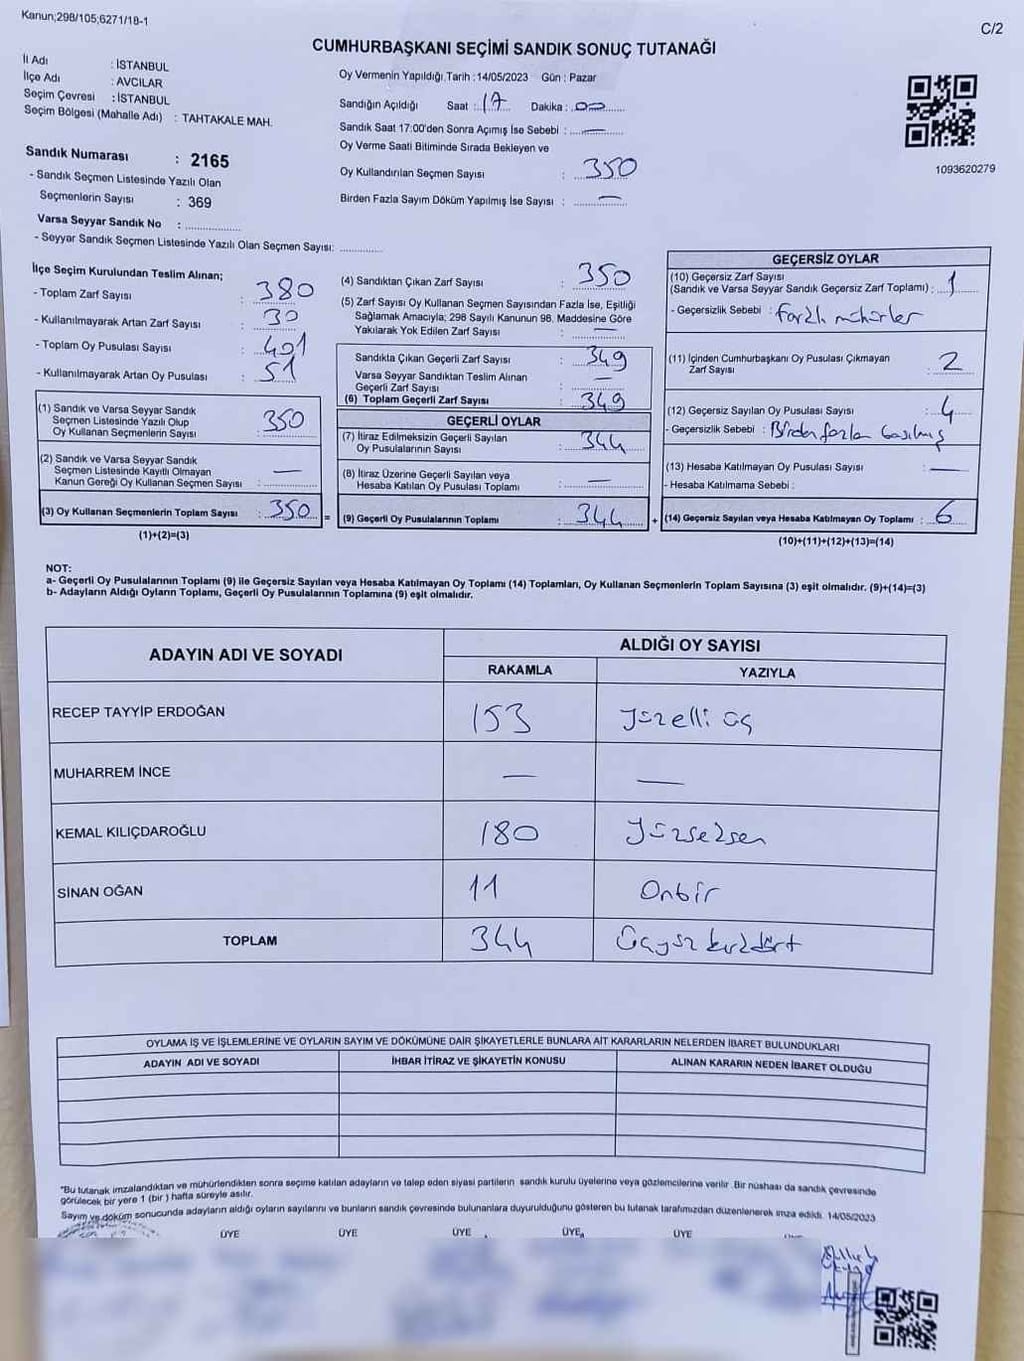 Kanun;298/105;6271/18-1
C/2
CUMHURBAŞKANI SEÇİMİ SANDIK SONUÇ TUTANAĞI
İl Adı : İSTANBUL
İlçe Adı : AVCILAR
Seçim Çevresi : İSTANBUL
Seçim Bölgesi (Mahalle Adı) : TAHTAKALE MAH.
Sandık Numarası : 2165
- Sandık Seçmen Listesinde Yazılı Olan
Seçmenlerin Sayısı : 369
Varsa Seyyar Sandık No :
- Seyyar Sandık Seçmen Listesinde Yazılı Olan Seçmen Sayısı:
Oy Vermenin Yapıldığı Tarih :14/05/2023 Gün : Pazar
Sandığın Açıldığı Saat : 17 Dakika : 00
Sandık Saat 17:00'den Sonra Açımış İse Sebebi : —
Oy Verme Saati Bitiminde Sırada Bekleyen ve
Oy Kullandırılan Seçmen Sayısı : 350
Birden Fazla Sayım Döküm Yapılmış İse Sayısı : —
1093620279
İlçe Seçim Kurulundan Teslim Alınan;
- Toplam Zarf Sayısı : 380
- Kullanılmayarak Artan Zarf Sayısı : 30
- Toplam Oy Pusulası Sayısı : 401
- Kullanılmayarak Artan Oy Pusulası : 51
(1) Sandık ve Varsa Seyyar Sandık
Seçmen Listesinde Yazılı Olup
Oy Kullanan Seçmenlerin Sayısı : 350
(2) Sandık ve Varsa Seyyar Sandık
Seçmen Listesinde Kayıtlı Olmayan
Kanun Gereği Oy Kullanan Seçmen Sayısı : —
(3) Oy Kullanan Seçmenlerin Toplam Sayısı : 350 =
(1)+(2)=(3)
(4) Sandıktan Çıkan Zarf Sayısı : 350
(5) Zarf Sayısı Oy Kullanan Seçmen Sayısından Fazla İse, Eşitliği
Sağlamak Amacıyla; 298 Sayılı Kanunun 98. Maddesine Göre
Yakılarak Yok Edilen Zarf Sayısı : —
Sandıkta Çıkan Geçerli Zarf Sayısı : 349
Varsa Seyyar Sandıktan Teslim Alınan
Geçerli Zarf Sayısı : —
(6) Toplam Geçerli Zarf Sayısı : 349
GEÇERLİ OYLAR
(7) İtiraz Edilmeksizin Geçerli Sayılan
Oy Pusulalarının Sayısı : 344
(8) İtiraz Üzerine Geçerli Sayılan veya
Hesaba Katılan Oy Pusulası Toplamı : —
(9) Geçerli Oy Pusulalarının Toplamı : 344 +
GEÇERSİZ OYLAR
(10) Geçersiz Zarf Sayısı
(Sandık ve Varsa Seyyar Sandık Geçersiz Zarf Toplamı) : 1
- Geçersizlik Sebebi : farzlı mühürler
(11) İçinden Cumhurbaşkanı Oy Pusulası Çıkmayan
Zarf Sayısı : 2
(12) Geçersiz Sayılan Oy Pusulası Sayısı : 4
- Geçersizlik Sebebi : Birden fazla basılmış
(13) Hesaba Katılmayan Oy Pusulası Sayısı : —
- Hesaba Katılmama Sebebi :
(14) Geçersiz Sayılan veya Hesaba Katılmayan Oy Toplamı : 6
(10)+(11)+(12)+(13)=(14)
NOT:
a- Geçerli Oy Pusulalarının Toplamı (9) ile Geçersiz Sayılan veya Hesaba Katılmayan Oy Toplamı (14) Toplamları, Oy Kullanan Seçmenlerin Toplam Sayısına (3) eşit olmalıdır. (9)+(14)=(3)
b- Adayların Aldığı Oyların Toplamı, Geçerli Oy Pusulalarının Toplamına (9) eşit olmalıdır.
ADAYIN ADI VE SOYADI
ALDIĞI OY SAYISI
RAKAMLA YAZIYLA
RECEP TAYYİP ERDOĞAN 153 Yüzelli üç
MUHARREM İNCE — —
KEMAL KILIÇDAROĞLU 180 Yüzseksen
SİNAN OĞAN 11 Onbir
TOPLAM 344 Üçyüz kırkdört
OYLAMA İŞ VE İŞLEMLERİNE VE OYLARIN SAYIM VE DÖKÜMÜNE DAİR ŞİKAYETLERLE BUNLARA AİT KARARLARIN NELERDEN İBARET BULUNDUKLARI
ADAYIN ADI VE SOYADI İHBAR İTİRAZ VE ŞİKAYETİN KONUSU ALINAN KARARIN NEDEN İBARET OLDUĞU
*Bu tutanak imzalandıktan ve mühürlendikten sonra seçime katılan adayların ve talep eden siyasi partilerin sandık kurulu üyelerine veya gözlemcilerine verilir. Bir nüshası da sandık çevresinde
görülecek bir yere 1 (bir ) hafta süreyle asılır.
Sayım ve döküm sonucunda adayların aldığı oyların sayılarını ve bunların sandık çevresinde bulunanlara duyurulduğunu gösteren bu tutanak tarafımızdan düzenlenerek imza edildi. 14/05/2023
ÜYE ÜYE ÜYE ÜYE ÜYE